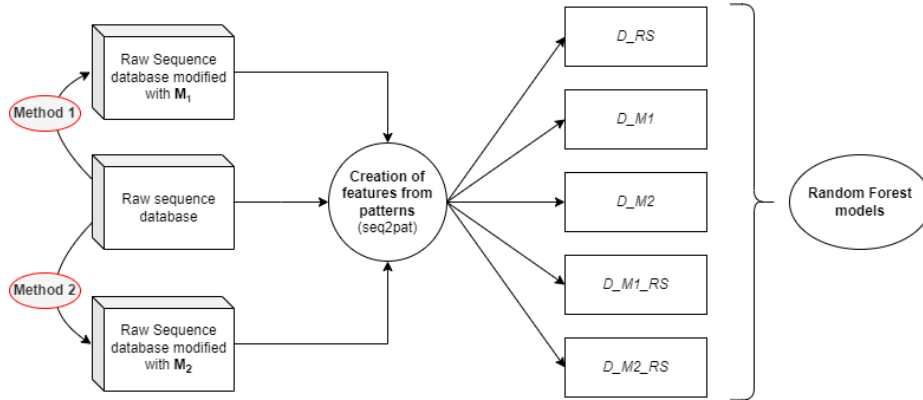 Raw Sequence
database modified
with M₁
Method 1
Raw sequence
database
Method 2
Raw Sequence
database modified
with M₂
Creation of
features from
patterns
(seq2pat)
D_RS
D_M1
D_M2
D_M1_RS
D_M2_RS
Random Forest
models